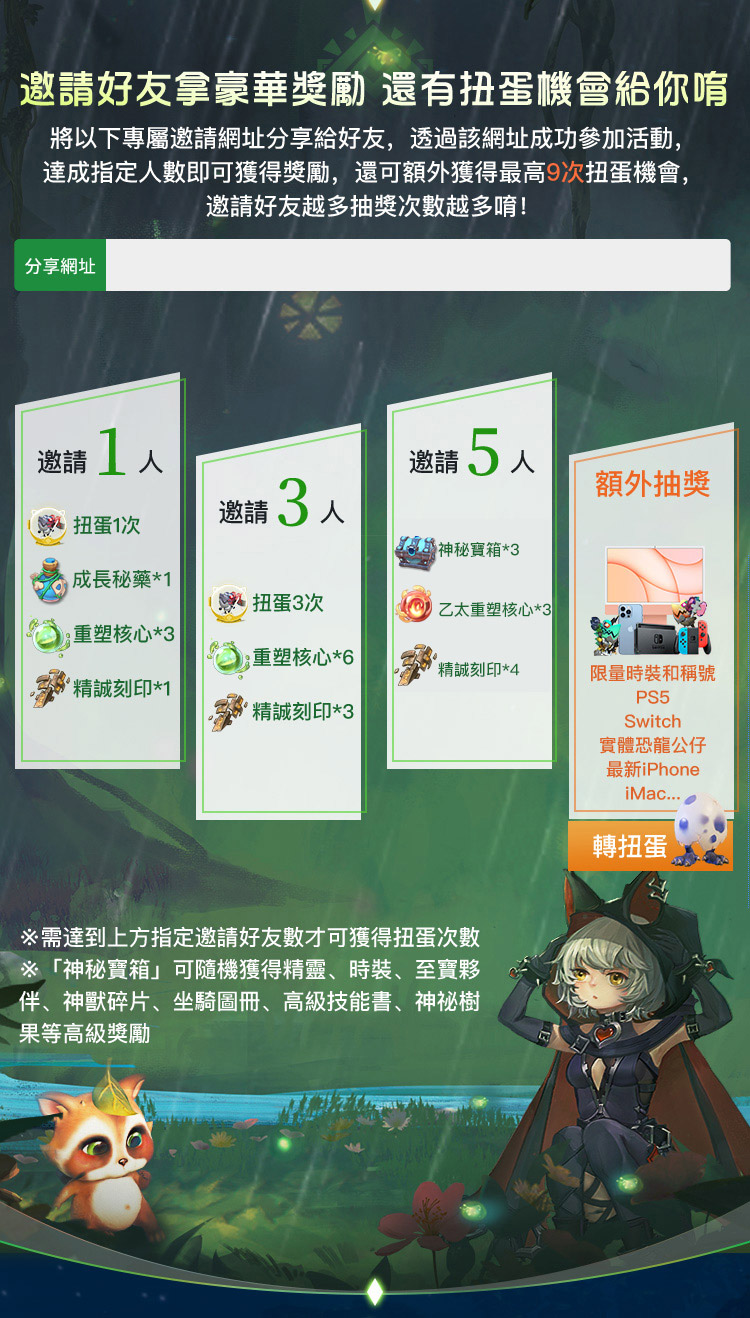 邀請好友拿豪華獎勵 還有扭蛋機會給你唷
將以下專屬邀請網址分享給好友，透過該網址成功參加活動，
達成指定人數即可獲得獎勵，還可額外獲得最高9次扭蛋機會，
邀請好友越多抽獎次數越多唷！
分享網址
邀請 1 人
扭蛋1次
成長秘藥*1
重塑核心*3
精誠刻印*1
邀請 3 人
扭蛋3次
重塑核心*6
精誠刻印*3
邀請 5 人
神秘寶箱*3
乙太重塑核心*3
精誠刻印*4
額外抽獎
限量時裝和稱號
PS5
Switch
實體恐龍公仔
最新iPhone
iMac...
轉扭蛋
※需達到上方指定邀請好友數才可獲得扭蛋次數
※「神秘寶箱」可隨機獲得精靈、時裝、至寶夥
伴、神獸碎片、坐騎圖冊、高級技能書、神祕樹
果等高級獎勵